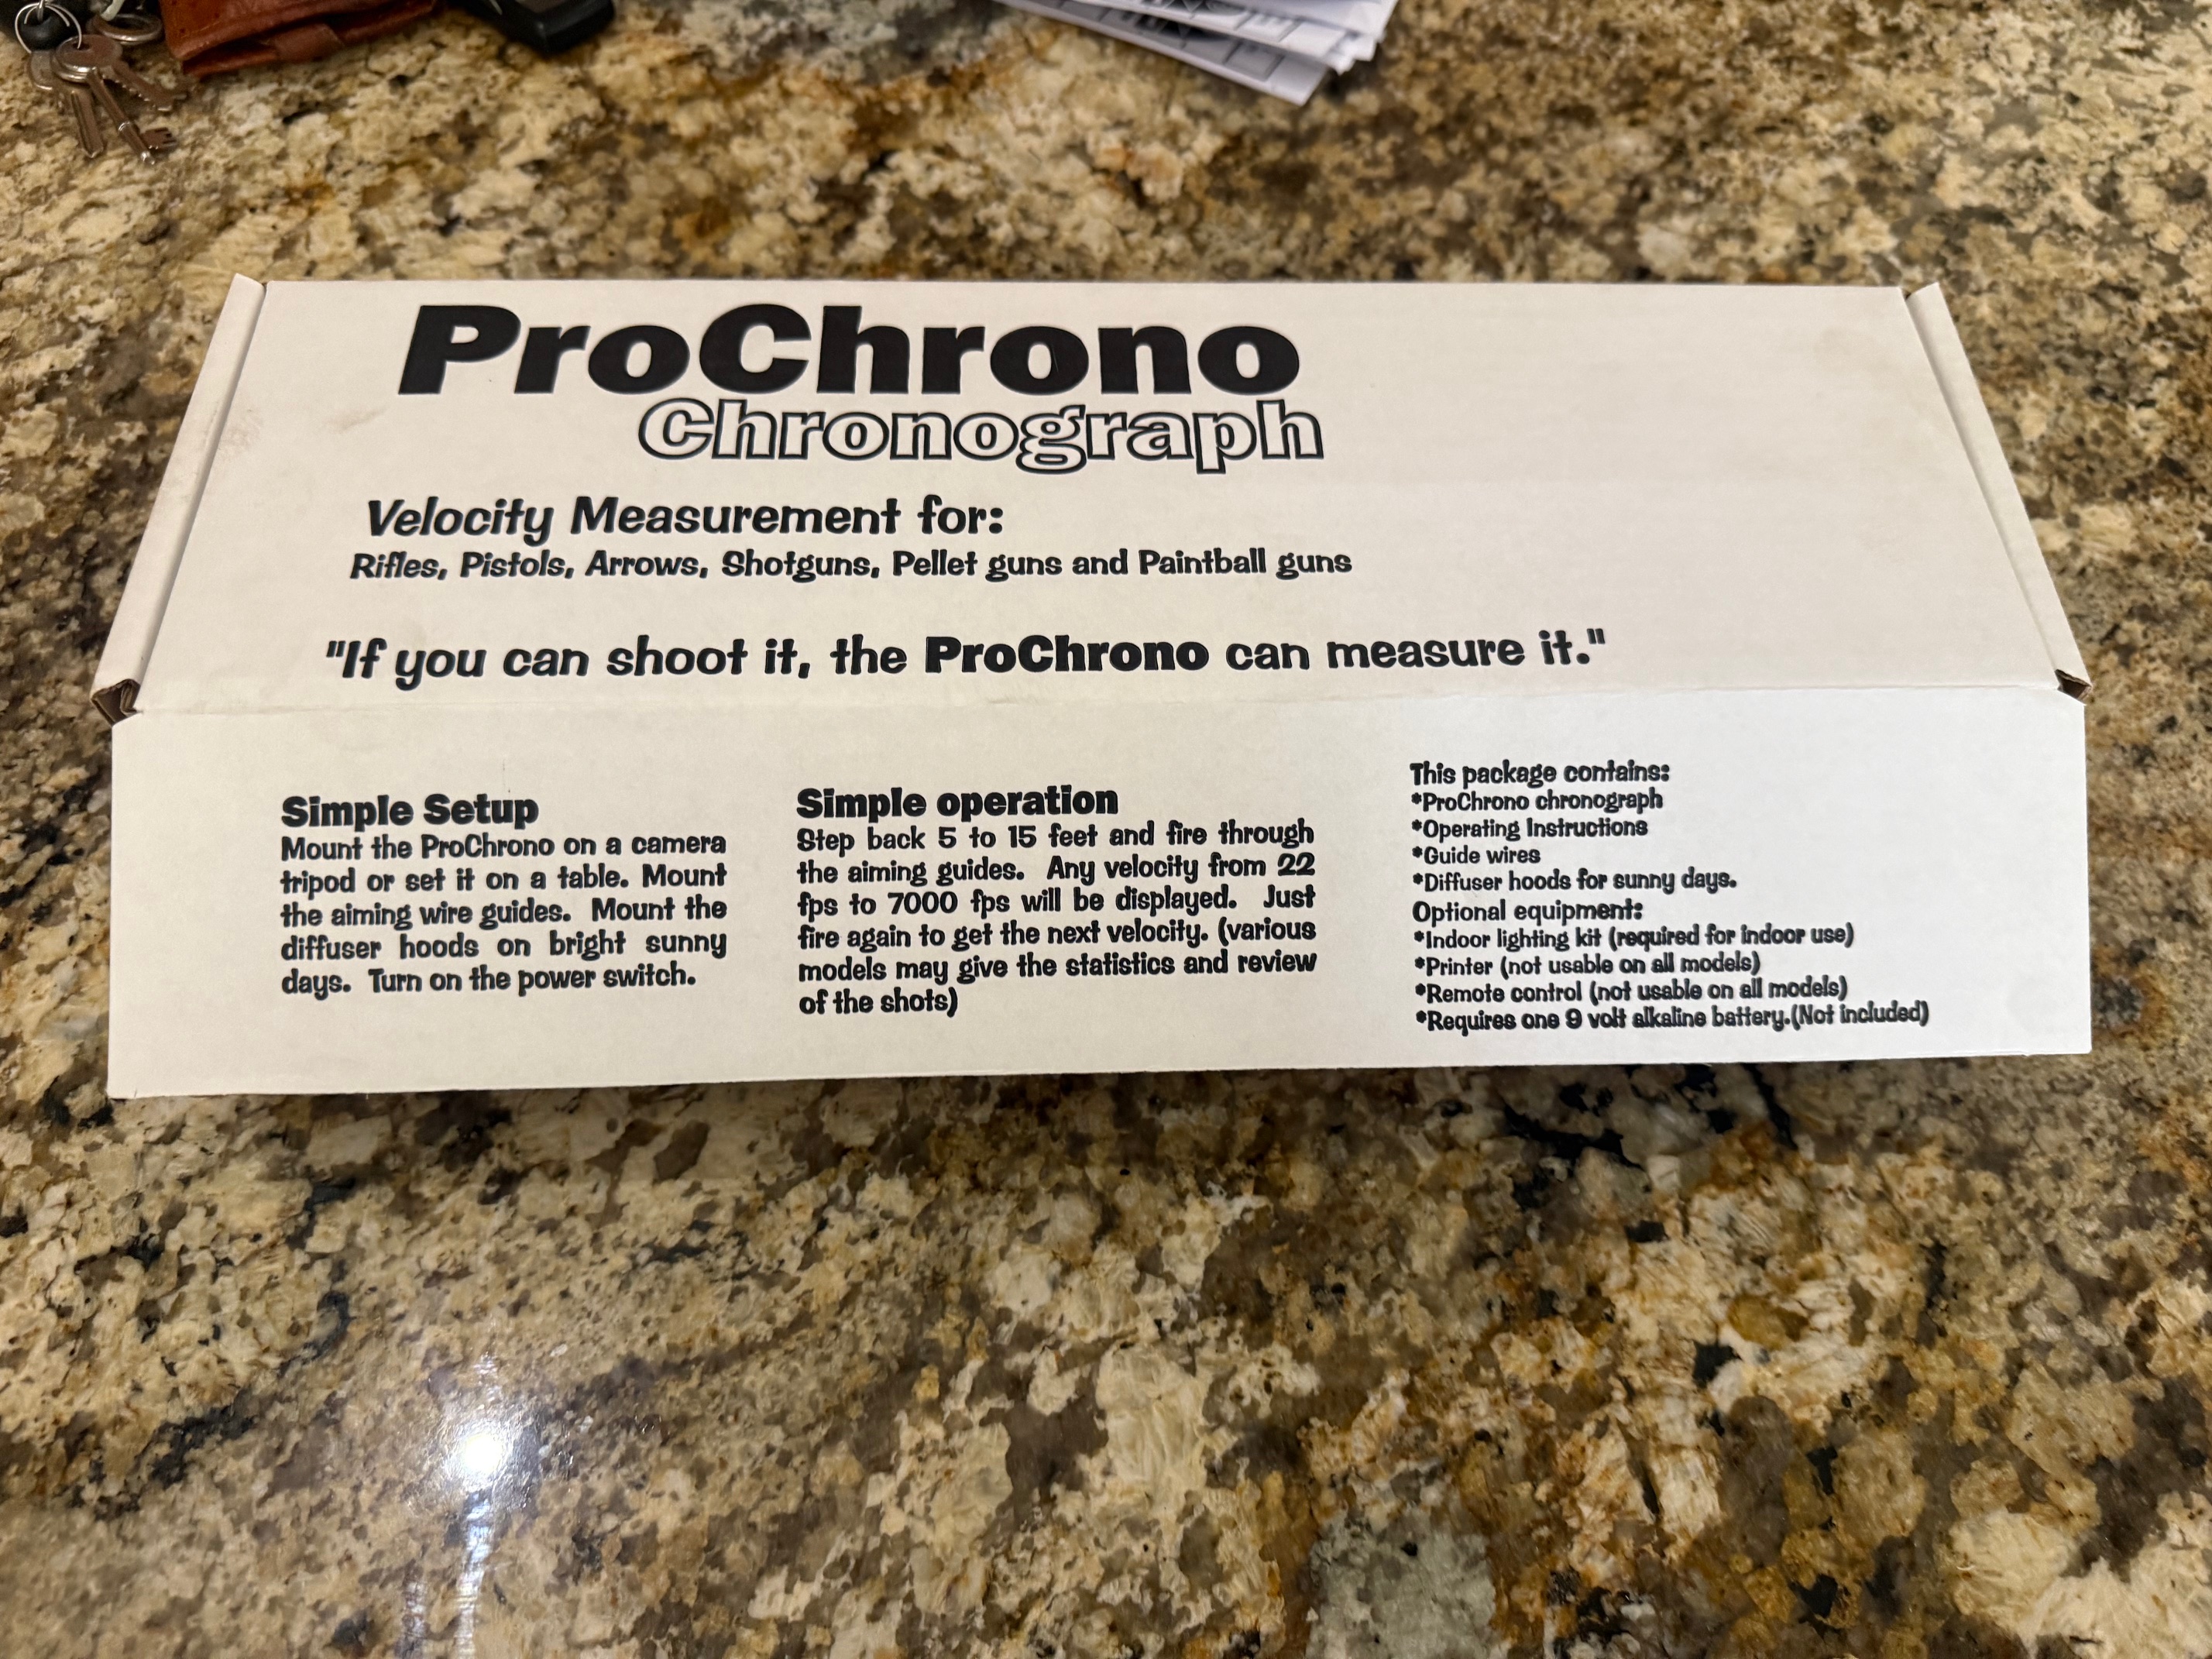 ProChrono
Chronograph
Velocity Measurement for:
Rifles, Pistols, Arrows, Shotguns, Pellet guns and Paintball guns
"If you can shoot it, the ProChrono can measure it."
Simple Setup
Mount the ProChrono on a camera
tripod or set it on a table. Mount
the aiming wire guides. Mount the
diffuser hoods on bright sunny
days. Turn on the power switch.
Simple operation
Step back 5 to 15 feet and fire through
the aiming guides. Any velocity from 22
fps to 7000 fps will be displayed. Just
fire again to get the next velocity. (various
models may give the statistics and review
of the shots)
This package contains:
*ProChrono chronograph
*Operating Instructions
*Guide wires
*Diffuser hoods for sunny days.
Optional equipment:
*Indoor lighting kit (required for indoor use)
*Printer (not usable on all models)
*Remote control (not usable on all models)
*Requires one 9 volt alkaline battery.(Not included)